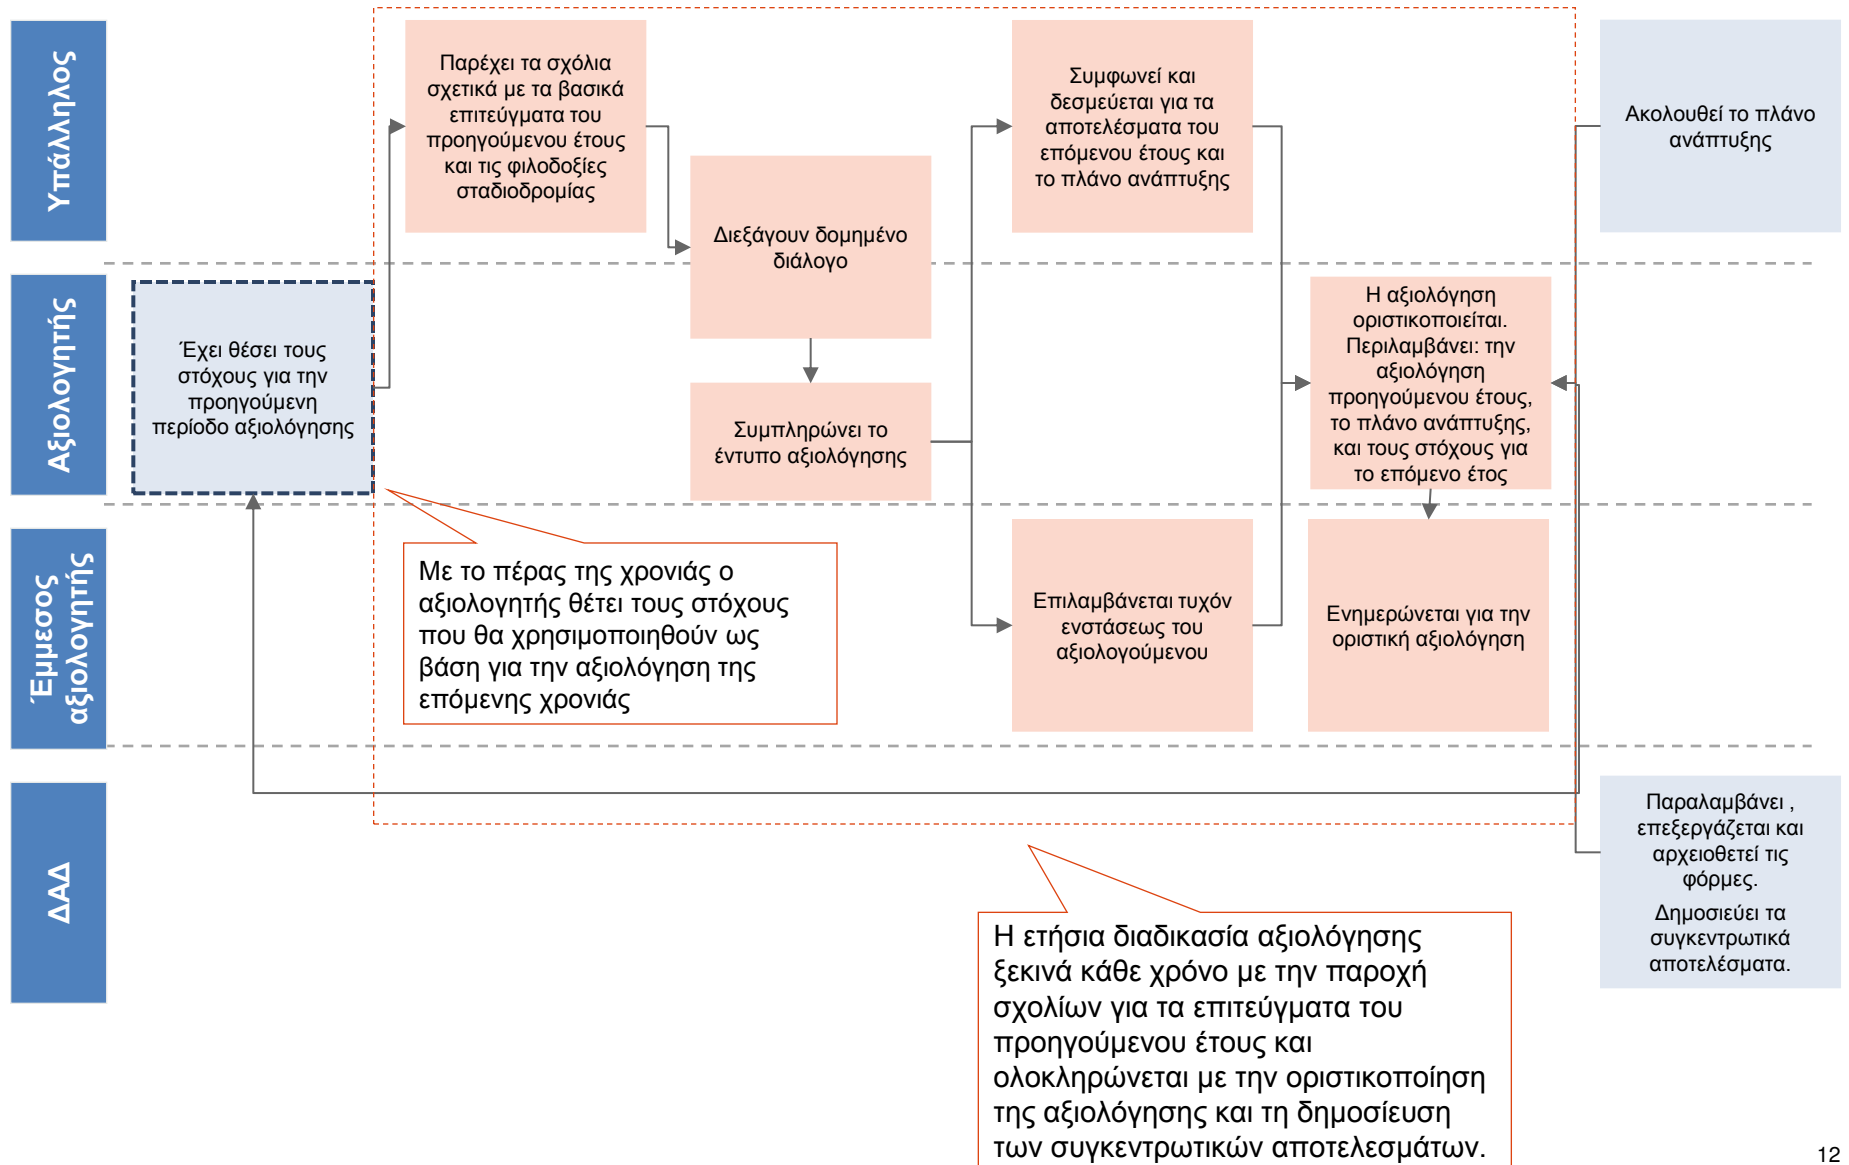 Υπάλληλος
Παρέχει τα σχόλια
σχετικά με τα βασικά
επιτεύγματα του
προηγούμενου έτους
και τις φιλοδοξίες
σταδιοδρομίας
Διεξάγουν δομημένο
διάλογο
Συμφωνεί και
δεσμεύεται για τα
αποτελέσματα του
επόμενου έτους και
το πλάνο ανάπτυξης
Ακολουθεί το πλάνο
ανάπτυξης
Αξιολογητής
Έχει θέσει τους
στόχους για την
προηγούμενη
περίοδο αξιολόγησης
Συμπληρώνει το
έντυπο αξιολόγησης
Η αξιολόγηση
οριστικοποιείται.
Περιλαμβάνει: την
αξιολόγηση
προηγούμενου έτους,
το πλάνο ανάπτυξης,
και τους στόχους για
το επόμενο έτος
Έμμεσος
αξιολογητής
Με το πέρας της χρονιάς ο
αξιολογητής θέτει τους στόχους
που θα χρησιμοποιηθούν ως
βάση για την αξιολόγηση της
επόμενης χρονιάς
Επιλαμβάνεται τυχόν
ενστάσεως του
αξιολογούμενου
Ενημερώνεται για την
οριστική αξιολόγηση
ΔΑΔ
Παραλαμβάνει ,
επεξεργάζεται και
αρχειοθετεί τις
φόρμες.
Δημοσιεύει τα
συγκεντρωτικά
αποτελέσματα.
Η ετήσια διαδικασία αξιολόγησης
ξεκινά κάθε χρόνο με την παροχή
σχολίων για τα επιτεύγματα του
προηγούμενου έτους και
ολοκληρώνεται με την οριστικοποίηση
της αξιολόγησης και τη δημοσίευση
των συγκεντρωτικών αποτελεσμάτων.
12